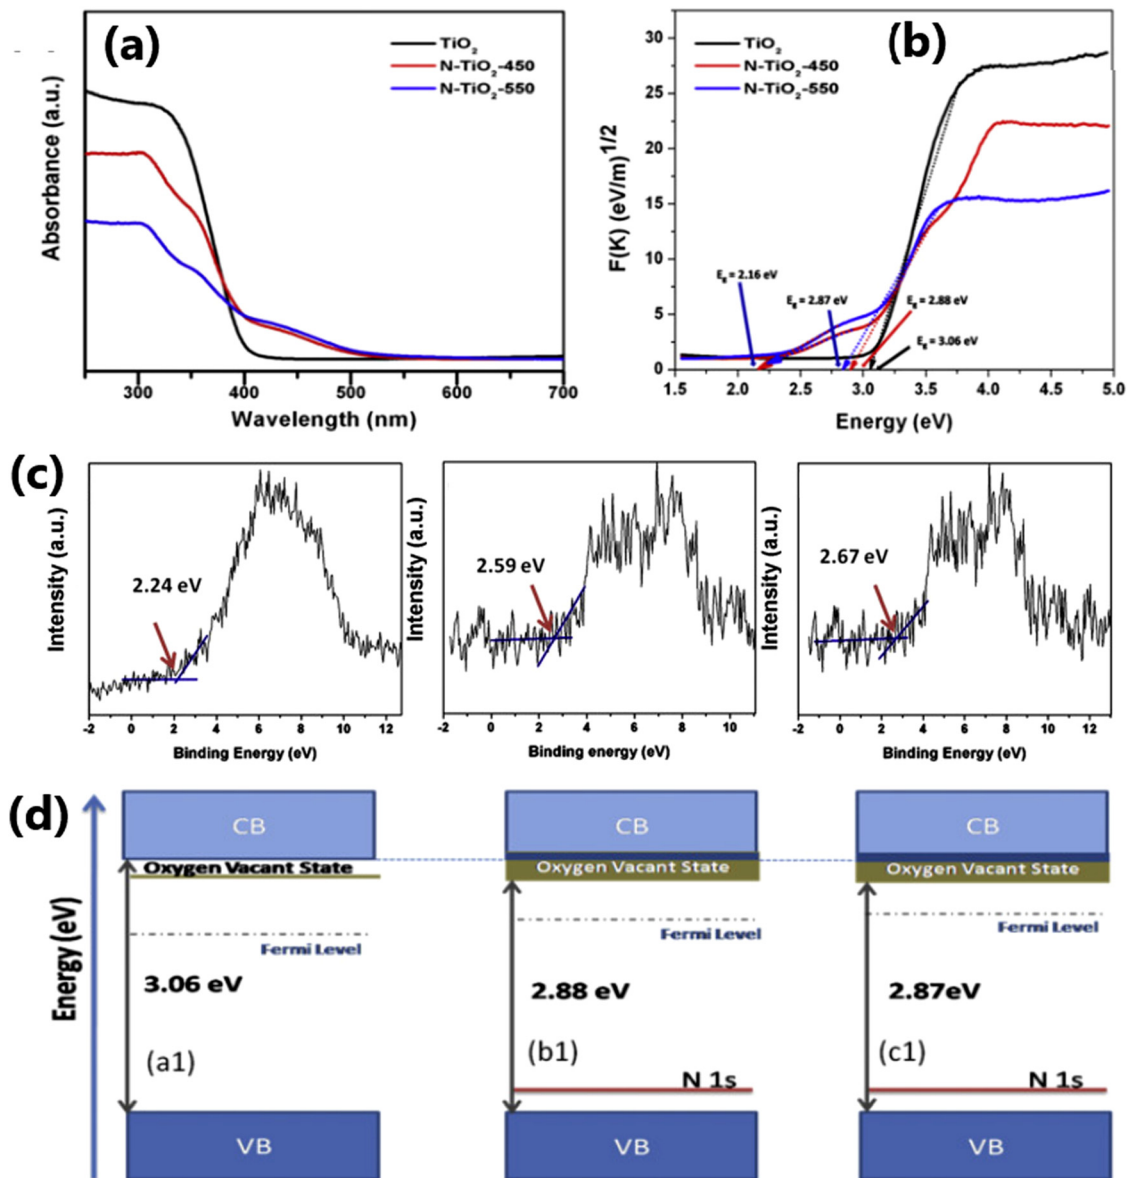 (a)
TiO2
N-TiO2-450
N-TiO2-550
Absorbance (a.u.)
300 400 500 600 700
Wavelength (nm)
(b)
TiO2
N-TiO2-450
N-TiO2-550
F(K) (eV/m)^1/2
30
25
20
15
10
5
0
Eg = 2.16 eV
Eg = 2.87 eV
Eg = 2.88 eV
Eg = 3.06 eV
1.5 2.0 2.5 3.0 3.5 4.0 4.5 5.0
Energy (eV)
(c)
Intensity (a.u.)
2.24 eV
-2 0 2 4 6 8 10 12
Binding Energy (eV)
Intensity (a.u.)
2.59 eV
-2 0 2 4 6 8 10
Binding energy (eV)
Intensity (a.u.)
2.67 eV
-2 0 2 4 6 8 10 12
Binding Energy (eV)
(d)
Energy (eV)
CB
Oxygen Vacant State
Fermi Level
3.06 eV
(a1)
VB
CB
Oxygen Vacant State
Fermi Level
2.88 eV
(b1)
N 1s
VB
CB
Oxygen Vacant State
Fermi Level
2.87eV
(c1)
N 1s
VB